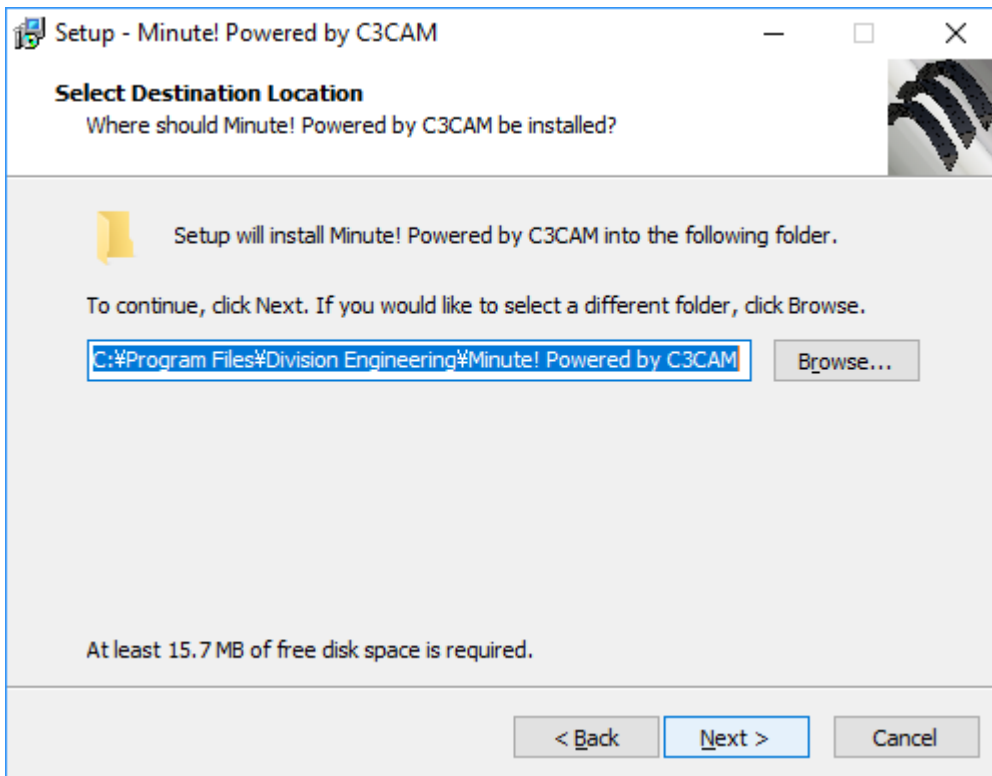 Setup - Minute! Powered by C3CAM
Select Destination Location
Where should Minute! Powered by C3CAM be installed?
Setup will install Minute! Powered by C3CAM into the following folder.
To continue, click Next. If you would like to select a different folder, click Browse.
C:¥Program Files¥Division Engineering¥Minute! Powered by C3CAM
Browse...
At least 15.7 MB of free disk space is required.
< Back
Next >
Cancel